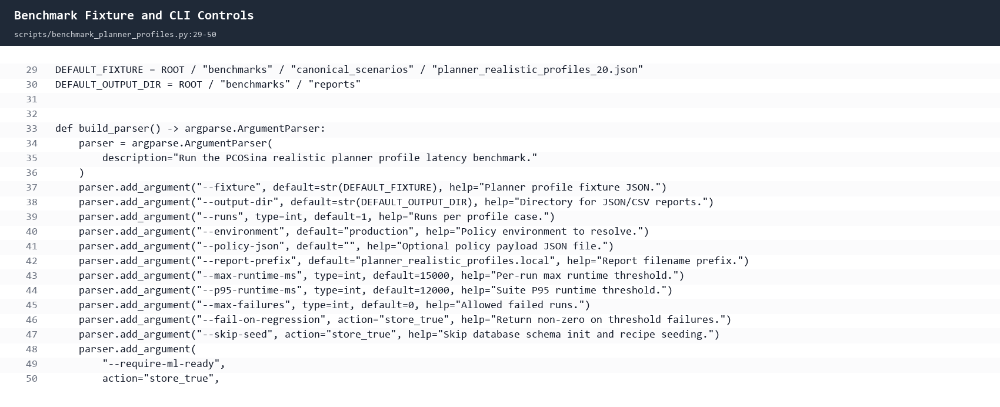 Benchmark Fixture and CLI Controls
scripts/benchmark_planner_profiles.py:29-50
29 DEFAULT_FIXTURE = ROOT / "benchmarks" / "canonical_scenarios" / "planner_realistic_profiles_20.json"
30 DEFAULT_OUTPUT_DIR = ROOT / "benchmarks" / "reports"
31
32
33 def build_parser() -> argparse.ArgumentParser:
34     parser = argparse.ArgumentParser(
35         description="Run the PCOSina realistic planner profile latency benchmark."
36     )
37     parser.add_argument("--fixture", default=str(DEFAULT_FIXTURE), help="Planner profile fixture JSON.")
38     parser.add_argument("--output-dir", default=str(DEFAULT_OUTPUT_DIR), help="Directory for JSON/CSV reports.")
39     parser.add_argument("--runs", type=int, default=1, help="Runs per profile case.")
40     parser.add_argument("--environment", default="production", help="Policy environment to resolve.")
41     parser.add_argument("--policy-json", default="", help="Optional policy payload JSON file.")
42     parser.add_argument("--report-prefix", default="planner_realistic_profiles.local", help="Report filename prefix.")
43     parser.add_argument("--max-runtime-ms", type=int, default=15000, help="Per-run max runtime threshold.")
44     parser.add_argument("--p95-runtime-ms", type=int, default=12000, help="Suite P95 runtime threshold.")
45     parser.add_argument("--max-failures", type=int, default=0, help="Allowed failed runs.")
46     parser.add_argument("--fail-on-regression", action="store_true", help="Return non-zero on threshold failures.")
47     parser.add_argument("--skip-seed", action="store_true", help="Skip database schema init and recipe seeding.")
48     parser.add_argument(
49         "--require-ml-ready",
50         action="store_true",